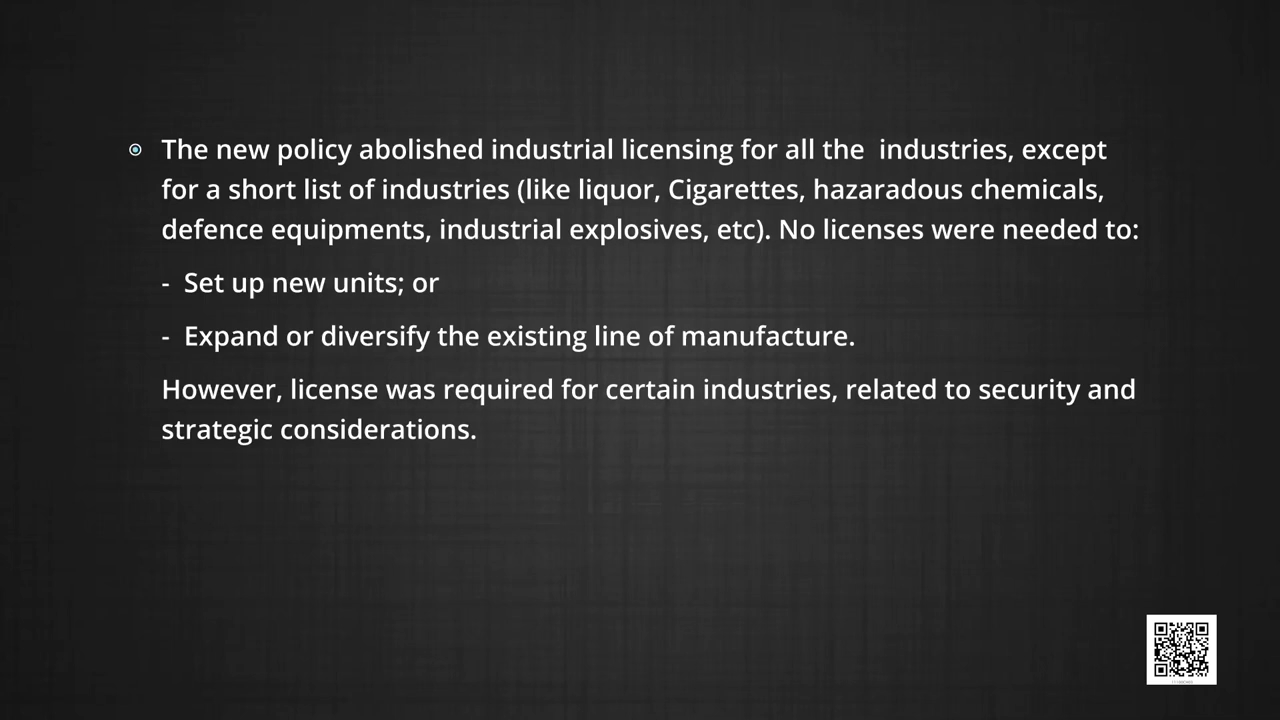 The new policy abolished industrial licensing for all the industries, except
for a short list of industries (like liquor, Cigarettes, hazaradous chemicals,
defence equipments, industrial explosives, etc). No licenses were needed to:
- Set up new units; or
- Expand or diversify the existing line of manufacture.
However, license was required for certain industries, related to security and
strategic considerations.